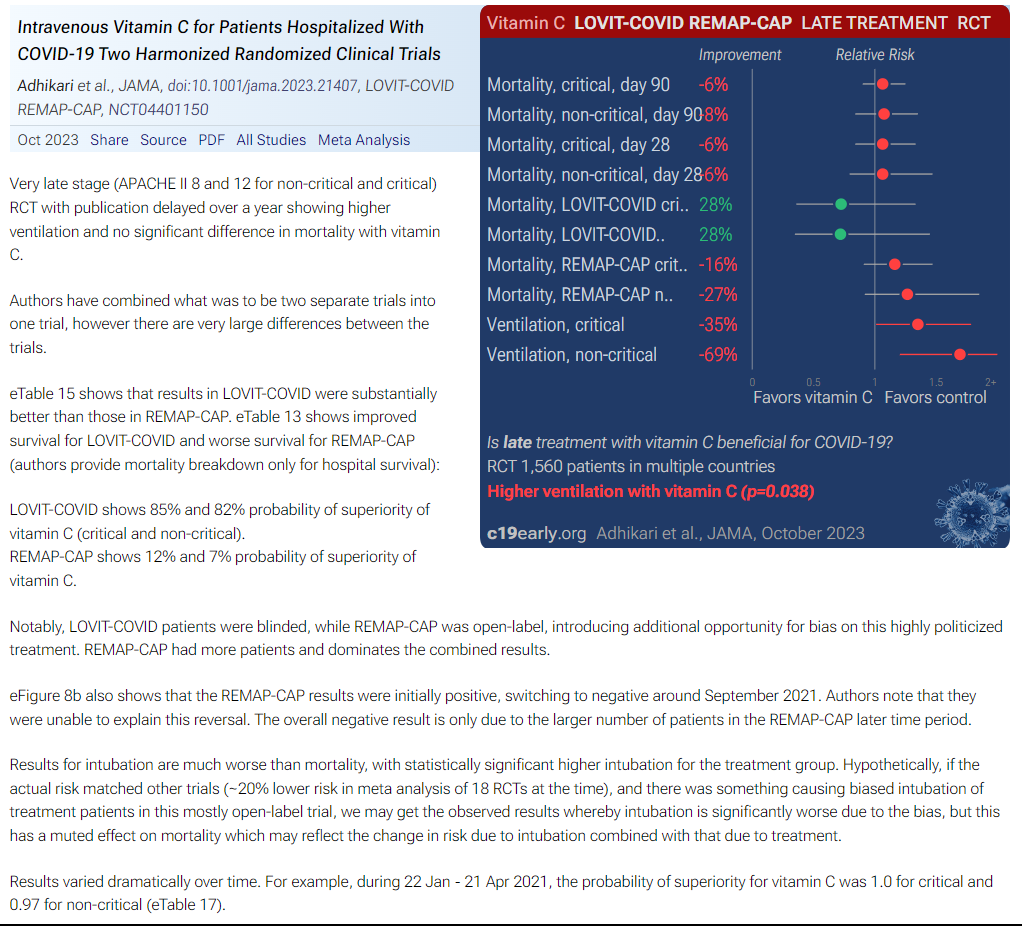 Intravenous Vitamin C for Patients Hospitalized With
COVID-19 Two Harmonized Randomized Clinical Trials
Adhikari et al., JAMA, doi:10.1001/jama.2023.21407, LOVIT-COVID
REMAP-CAP, NCT04401150
Oct 2023 Share Source PDF All Studies Meta Analysis
Very late stage (APACHE II 8 and 12 for non-critical and critical)
RCT with publication delayed over a year showing higher
ventilation and no significant difference in mortality with vitamin
C.
Authors have combined what was to be two separate trials into
one trial, however there are very large differences between the
trials.
eTable 15 shows that results in LOVIT-COVID were substantially
better than those in REMAP-CAP. eTable 13 shows improved
survival for LOVIT-COVID and worse survival for REMAP-CAP
(authors provide mortality breakdown only for hospital survival):
LOVIT-COVID shows 85% and 82% probability of superiority of
vitamin C (critical and non-critical).
REMAP-CAP shows 12% and 7% probability of superiority of
vitamin C.
Vitamin C LOVIT-COVID REMAP-CAP LATE TREATMENT RCT
Improvement Relative Risk
Mortality, critical, day 90 -6%
Mortality, non-critical, day 90 -8%
Mortality, critical, day 28 -6%
Mortality, non-critical, day 28 -6%
Mortality, LOVIT-COVID cri.. 28%
Mortality, LOVIT-COVID.. 28%
Mortality, REMAP-CAP crit.. -16%
Mortality, REMAP-CAP n.. -27%
Ventilation, critical -35%
Ventilation, non-critical -69%
0 0.5 1 1.5 2+
Favors vitamin C Favors control
Is late treatment with vitamin C beneficial for COVID-19?
RCT 1,560 patients in multiple countries
Higher ventilation with vitamin C (p=0.038)
c19early.org Adhikari et al., JAMA, October 2023
Notably, LOVIT-COVID patients were blinded, while REMAP-CAP was open-label, introducing additional opportunity for bias on this highly politicized
treatment. REMAP-CAP had more patients and dominates the combined results.
eFigure 8b also shows that the REMAP-CAP results were initially positive, switching to negative around September 2021. Authors note that they
were unable to explain this reversal. The overall negative result is only due to the larger number of patients in the REMAP-CAP later time period.
Results for intubation are much worse than mortality, with statistically significant higher intubation for the treatment group. Hypothetically, if the
actual risk matched other trials (~20% lower risk in meta analysis of 18 RCTs at the time), and there was something causing biased intubation of
treatment patients in this mostly open-label trial, we may get the observed results whereby intubation is significantly worse due to the bias, but this
has a muted effect on mortality which may reflect the change in risk due to intubation combined with that due to treatment.
Results varied dramatically over time. For example, during 22 Jan - 21 Apr 2021, the probability of superiority for vitamin C was 1.0 for critical and
0.97 for non-critical (eTable 17).